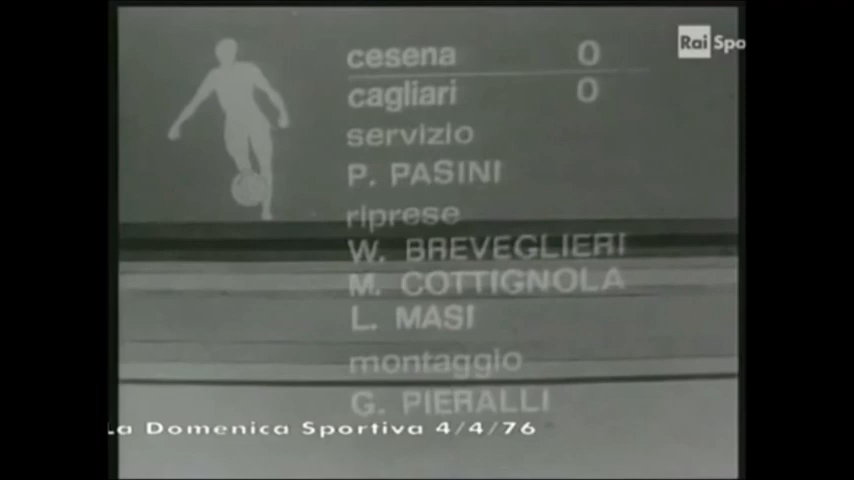 Rai Spo
cesena 0
cagliari 0
servizio
P. PASINI
riprese
W. BREVEGLIERI
M. COTTIGNOLA
L. MASI
montaggio
G. PIERALLI
La Domenica Sportiva 4/4/76